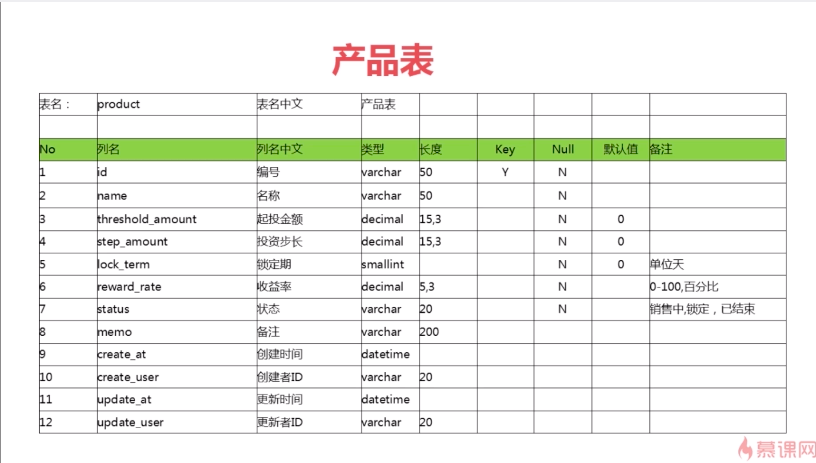 产品表
表名： product 表名中文 产品表
No 列名 列名中文 类型 长度 Key Null 默认值 备注
1 id 编号 varchar 50 Y N
2 name 名称 varchar 50 N
3 threshold_amount 起投金额 decimal 15,3 N 0
4 step_amount 投资步长 decimal 15,3 N 0
5 lock_term 锁定期 smallint N 0 单位天
6 reward_rate 收益率 decimal 5,3 N 0-100,百分比
7 status 状态 varchar 20 N 销售中,锁定，已结束
8 memo 备注 varchar 200
9 create_at 创建时间 datetime
10 create_user 创建者ID varchar 20
11 update_at 更新时间 datetime
12 update_user 更新者ID varchar 20
慕课网